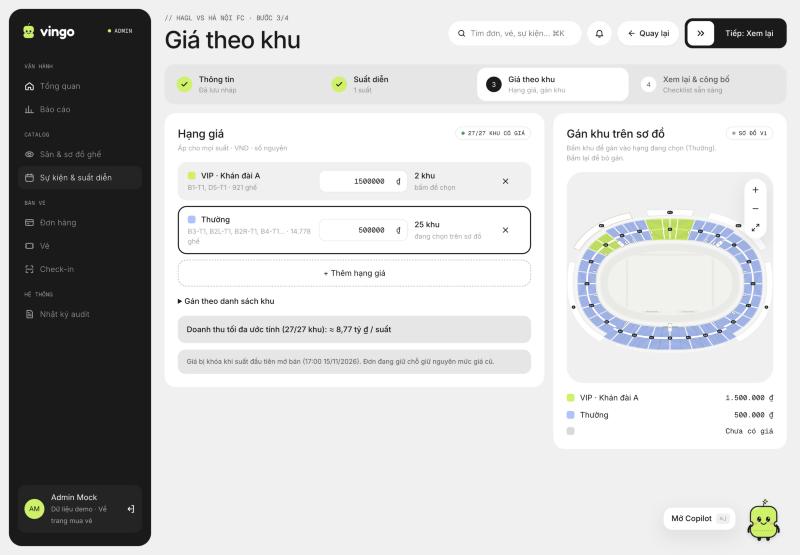 vingo
ADMIN
VẬN HÀNH
Tổng quan
Báo cáo
CATALOG
Sân & sơ đồ ghế
Sự kiện & suất diễn
BÁN VÉ
Đơn hàng
Vé
Check-in
HỆ THỐNG
Nhật ký audit
AM
Admin Mock
Dữ liệu demo · Về
trang mua vé
// HAGL VS HÀ NỘI FC · BƯỚC 3/4
Giá theo khu
Tìm đơn, vé, sự kiện... ⌘K
← Quay lại
Tiếp: Xem lại
Thông tin
Đã lưu nháp
Suất diễn
1 suất
3
Giá theo khu
Hạng giá, gán khu
4
Xem lại & công bố
Checklist sẵn sàng
Hạng giá
27/27 KHU CÓ GIÁ
Áp cho mọi suất · VND · số nguyên
VIP · Khán đài A
B1-T1, D5-T1 · 921 ghế
1500000 ₫
2 khu
bấm để chọn
Thường
B3-T1, B2L-T1, B2R-T1, B4-T1… · 14.778
ghế
500000 ₫
25 khu
đang chọn trên sơ đồ
+ Thêm hạng giá
Gán theo danh sách khu
Doanh thu tối đa ước tính (27/27 khu): ≈ 8,77 tỷ ₫ / suất
Giá bị khóa khi suất đầu tiên mở bán (17:00 15/11/2026). Đơn đang giữ chỗ giữ nguyên mức giá cũ.
Gán khu trên sơ đồ
SƠ ĐỒ V1
Bấm khu để gán vào hạng đang chọn (Thường).
Bấm lại để bỏ gán.
VIP · Khán đài A 1.500.000 ₫
Thường 500.000 ₫
Chưa có giá
Mở Copilot